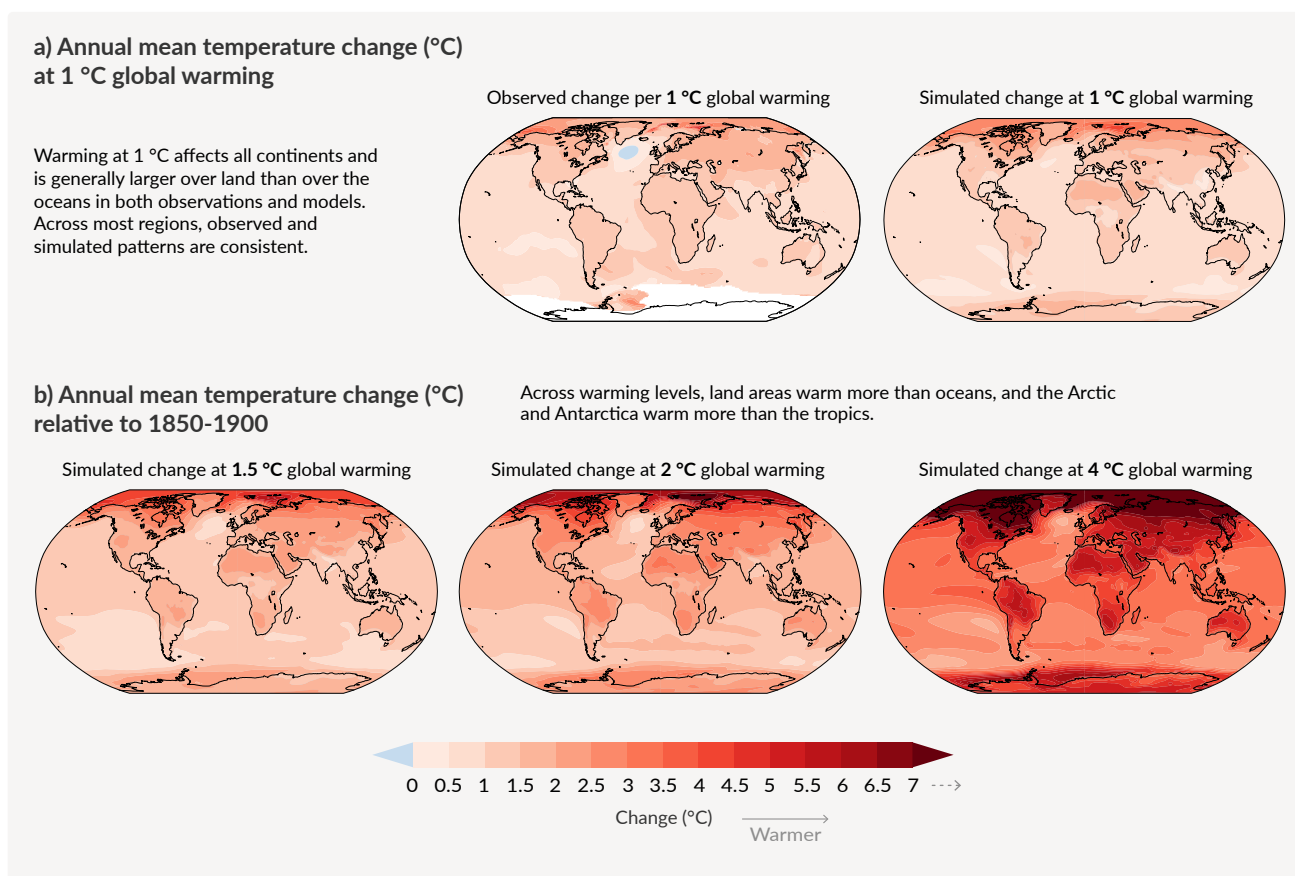 a) Annual mean temperature change (°C)
at 1 °C global warming
Warming at 1 °C affects all continents and
is generally larger over land than over the
oceans in both observations and models.
Across most regions, observed and
simulated patterns are consistent.
Observed change per 1 °C global warming
Simulated change at 1 °C global warming
b) Annual mean temperature change (°C)
relative to 1850-1900
Across warming levels, land areas warm more than oceans, and the Arctic
and Antarctica warm more than the tropics.
Simulated change at 1.5 °C global warming
Simulated change at 2 °C global warming
Simulated change at 4 °C global warming
0 0.5 1 1.5 2 2.5 3 3.5 4 4.5 5 5.5 6 6.5 7
Change (°C)
Warmer